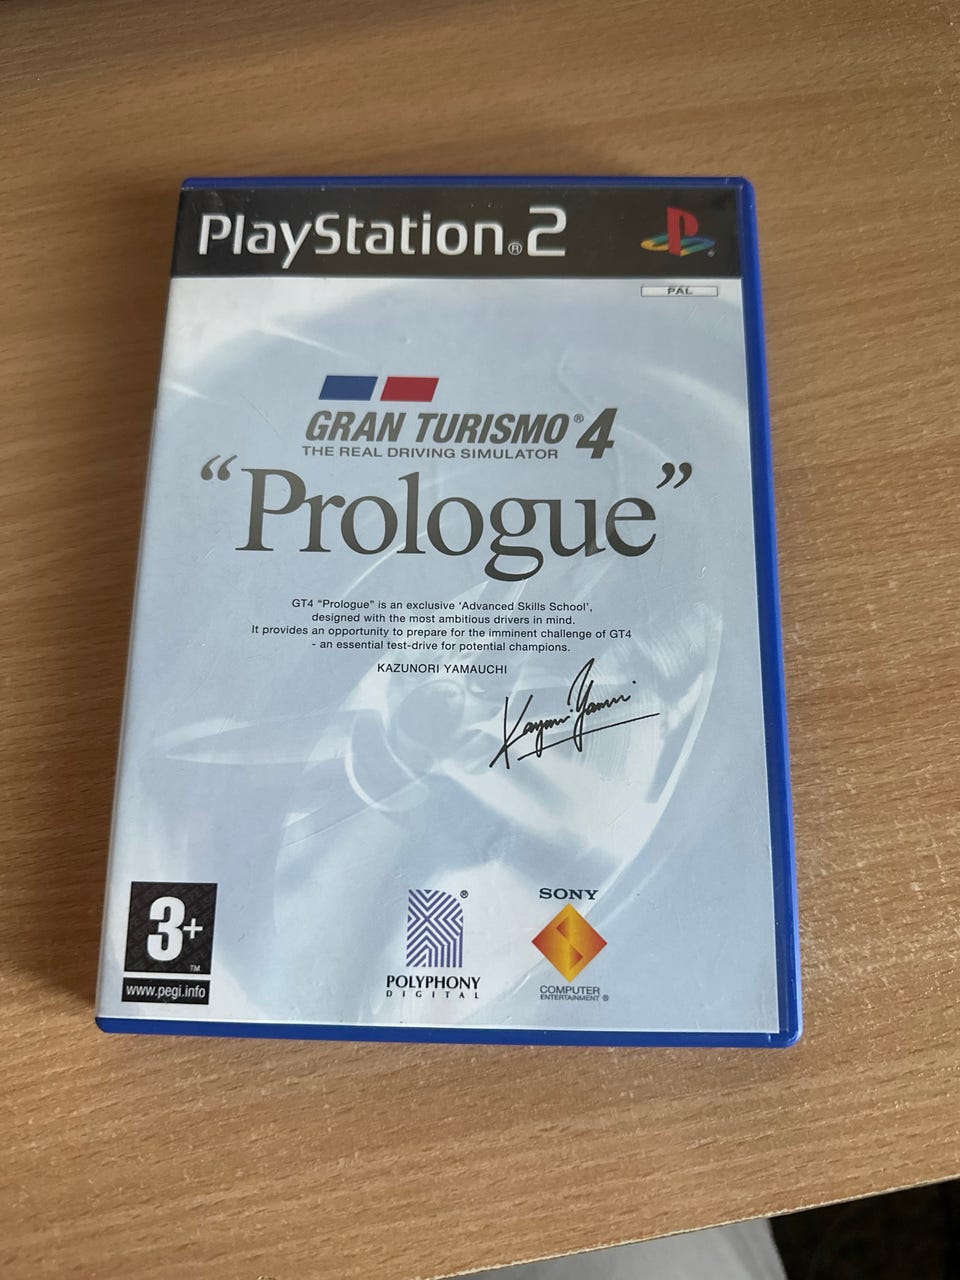 PlayStation®2
PAL
GRAN TURISMO®4
THE REAL DRIVING SIMULATOR
“Prologue”
GT4 “Prologue” is an exclusive ‘Advanced Skills School’,
designed with the most ambitious drivers in mind.
It provides an opportunity to prepare for the imminent challenge of GT4
- an essential test-drive for potential champions.
KAZUNORI YAMAUCHI
3+
TM
www.pegi.info
®
POLYPHONY
DIGITAL
SONY
COMPUTER
ENTERTAINMENT®